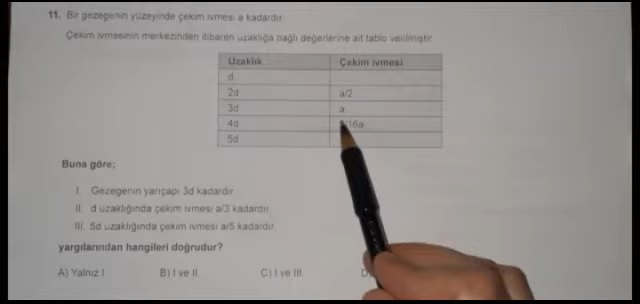 11. Bir gezegenin yüzeyinde çekim ivmesi a kadardır
Çekim ivmesinin merkezinden itibaren uzaklığa bağlı değerlerine ait tablo verilmiştir
Uzaklık Çekim ivmesi
d
2d a/2
3d a
4d /16a
5d
Buna göre;
I. Gezegenin yarıçapı 3d kadardır
II. d uzaklığında çekim ivmesi a/3 kadardır
III. 5d uzaklığında çekim ivmesi a/5 kadardır
yargılarından hangileri doğrudur?
A) Yalnız I B) I ve II. C) I ve III. D)